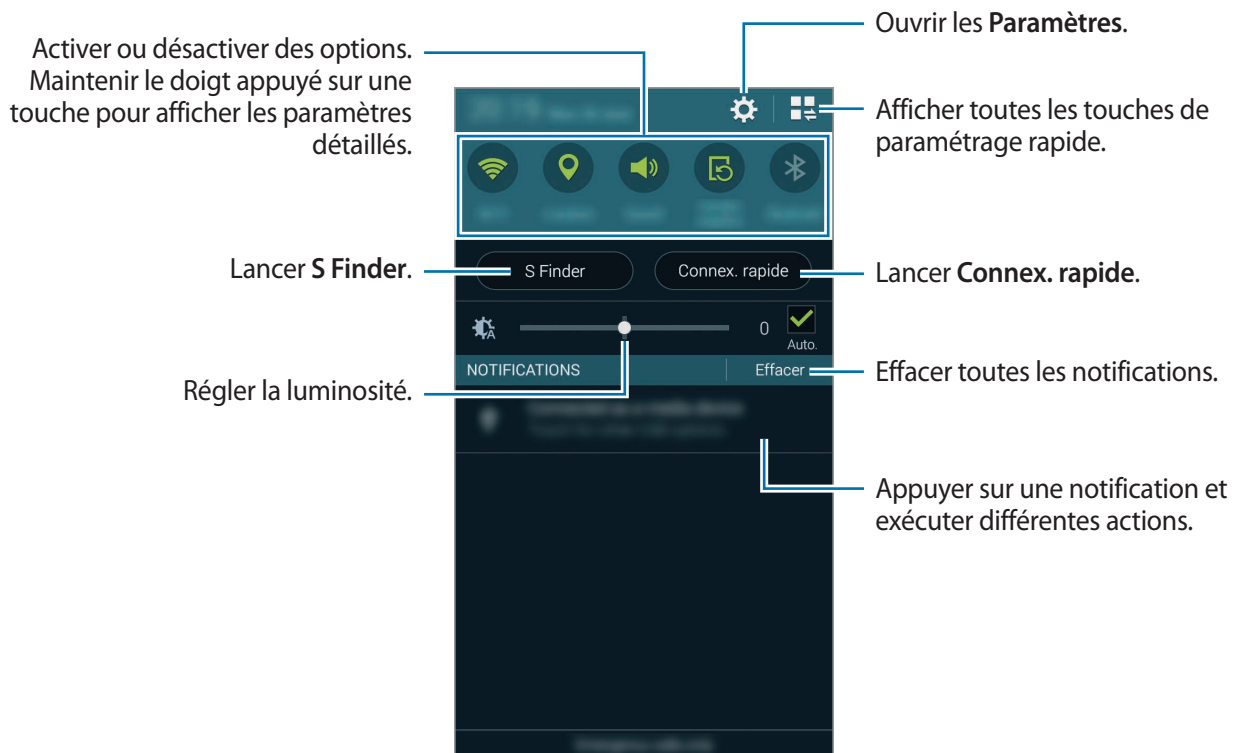 Ouvrir les Paramètres.
Activer ou désactiver des options.
Maintenir le doigt appuyé sur une
touche pour afficher les paramètres
détaillés.
Afficher toutes les touches de
paramétrage rapide.
Lancer S Finder.
S Finder
Connex. rapide
Lancer Connex. rapide.
0
Auto.
Régler la luminosité.
NOTIFICATIONS
Effacer
Effacer toutes les notifications.
Appuyer sur une notification et
exécuter différentes actions.